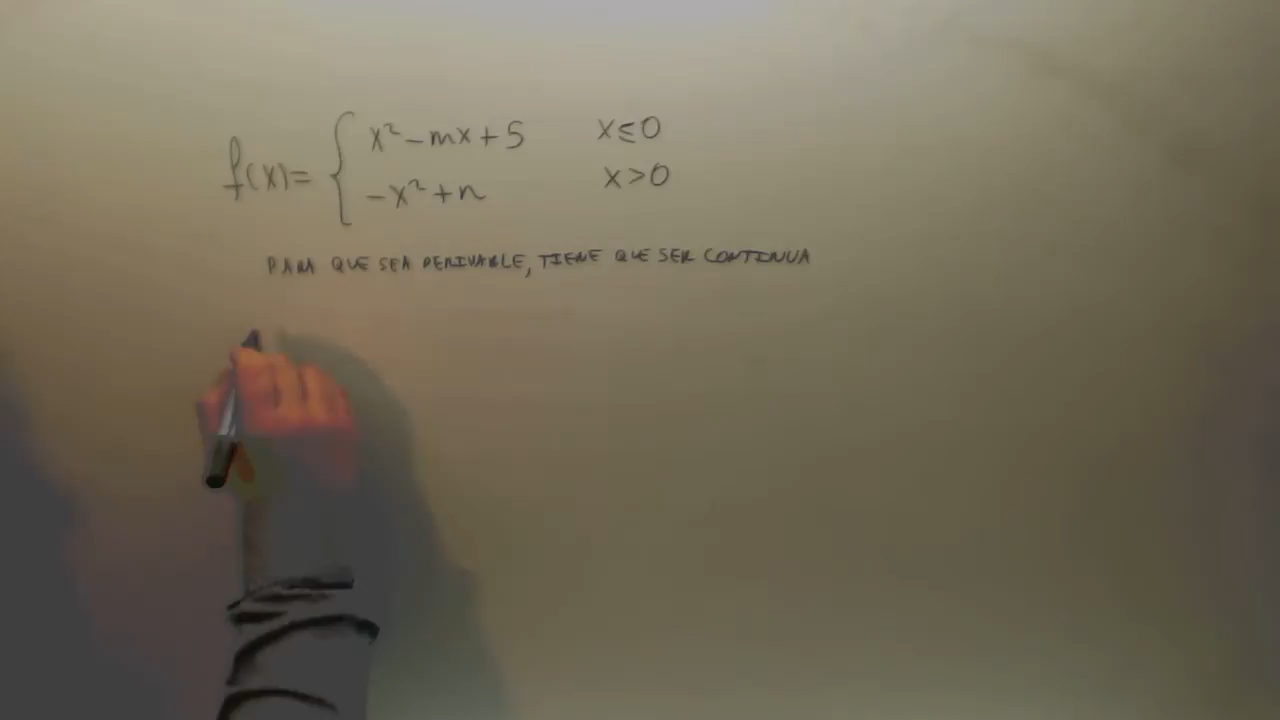 f(x)= { x² - mx + 5 x ≤ 0
-x² + n x > 0
PARA QUE SEA DERIVABLE, TIENE QUE SER CONTINUA